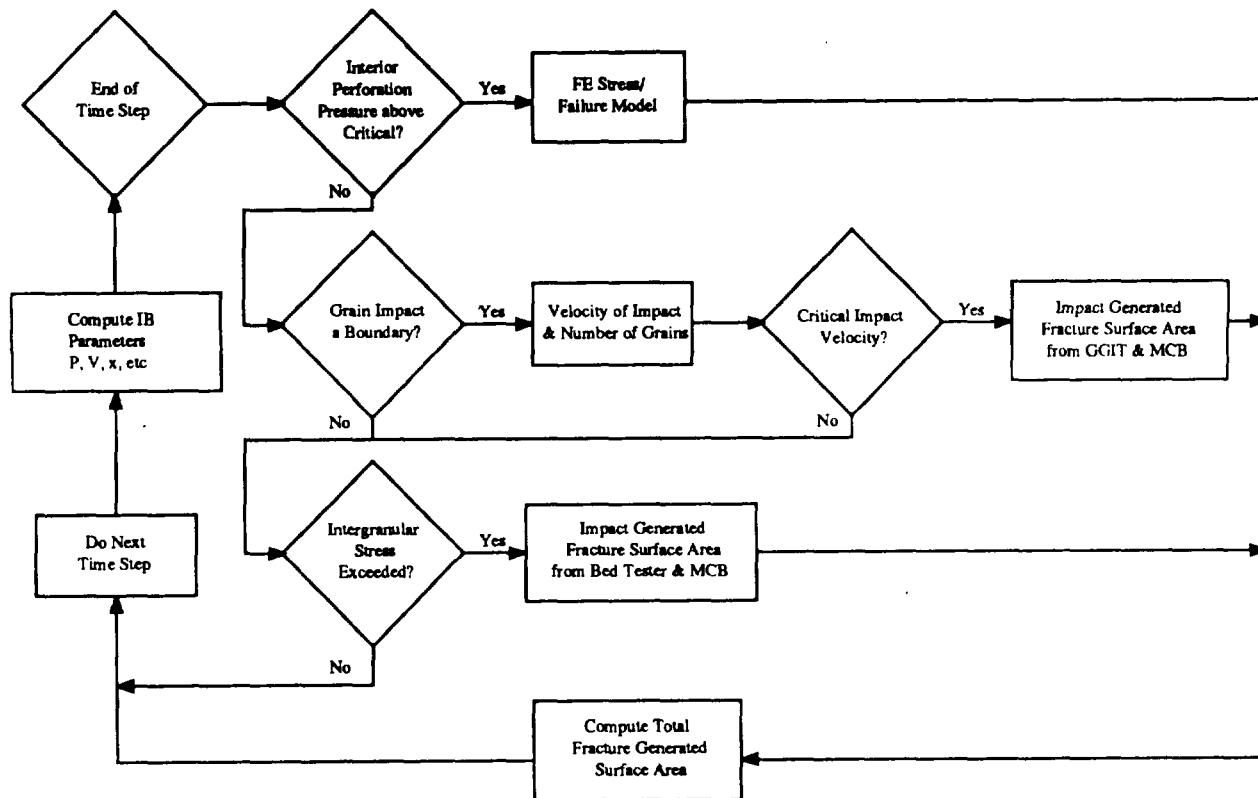 End of
Time Step
Interior
Perforation
Pressure above
Critical?
Yes
FE Stress/
Failure Model
No
Compute IB
Parameters
P, V, x, etc
Grain Impact
a Boundary?
Yes
Velocity of Impact
& Number of Grains
Critical Impact
Velocity?
Yes
Impact Generated
Fracture Surface Area
from GGIT & MCB
No
No
Do Next
Time Step
Intergranular
Stress
Exceeded?
Yes
Impact Generated
Fracture Surface Area
from Bed Tester & MCB
No
Compute Total
Fracture Generated
Surface Area